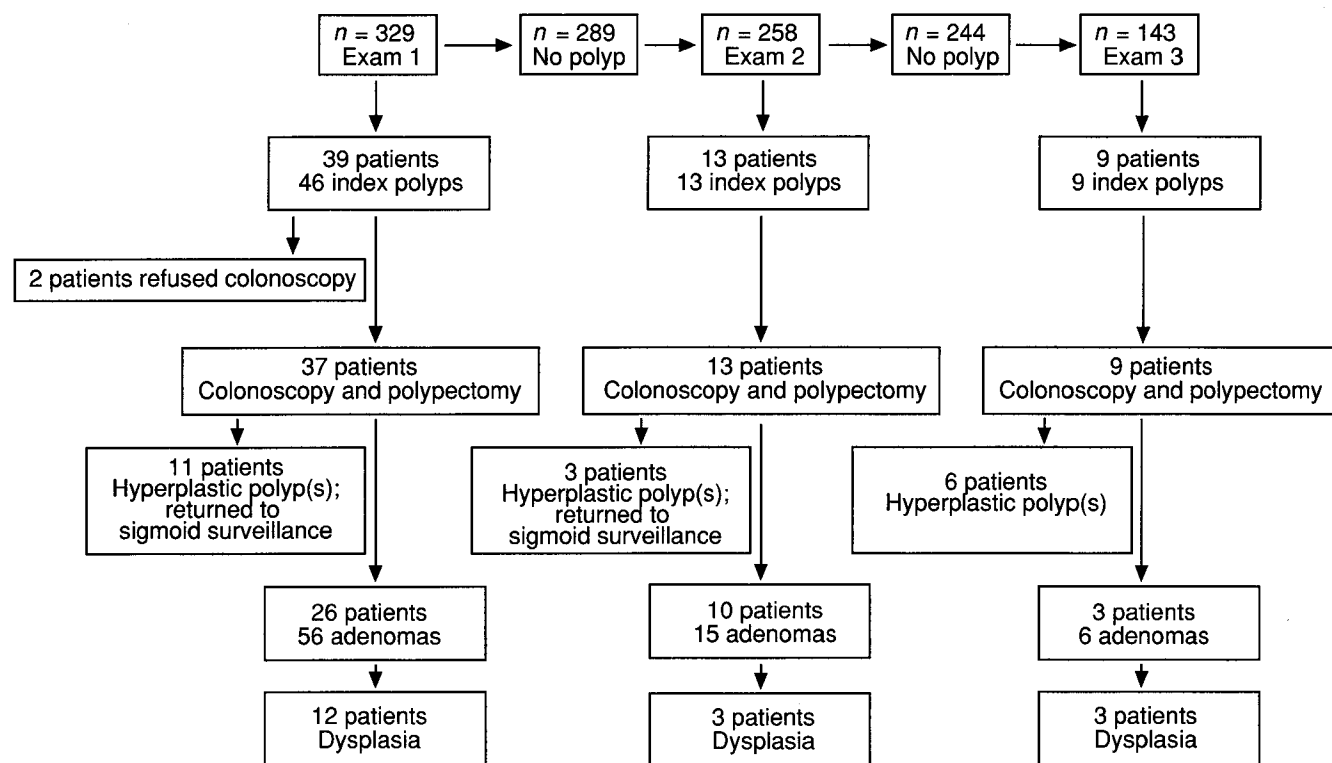 n = 329
Exam 1
n = 289
No polyp
n = 258
Exam 2
n = 244
No polyp
n = 143
Exam 3
39 patients
46 index polyps
13 patients
13 index polyps
9 patients
9 index polyps
2 patients refused colonoscopy
37 patients
Colonoscopy and polypectomy
13 patients
Colonoscopy and polypectomy
9 patients
Colonoscopy and polypectomy
11 patients
Hyperplastic polyp(s);
returned to
sigmoid surveillance
3 patients
Hyperplastic polyp(s);
returned to
sigmoid surveillance
6 patients
Hyperplastic polyp(s)
26 patients
56 adenomas
10 patients
15 adenomas
3 patients
6 adenomas
12 patients
Dysplasia
3 patients
Dysplasia
3 patients
Dysplasia